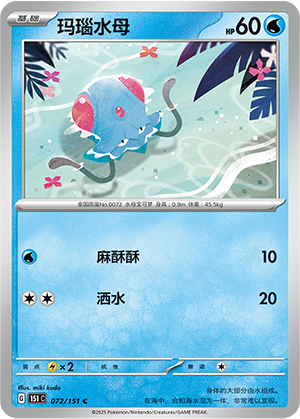 基础 玛瑙水母 HP60
全国图鉴No.0072 水母宝可梦 身高：0.9m 体重：45.5kg
麻酥酥 10
洒水 20
弱点 ×2 抵抗力 撤退
Illus. miki kudo
G 151 C 072/151 C
身体的大部分由水组成。
会在和海水混为一体，非常难以发现。
©2025 Pokémon/Nintendo/Creatures/GAME FREAK.